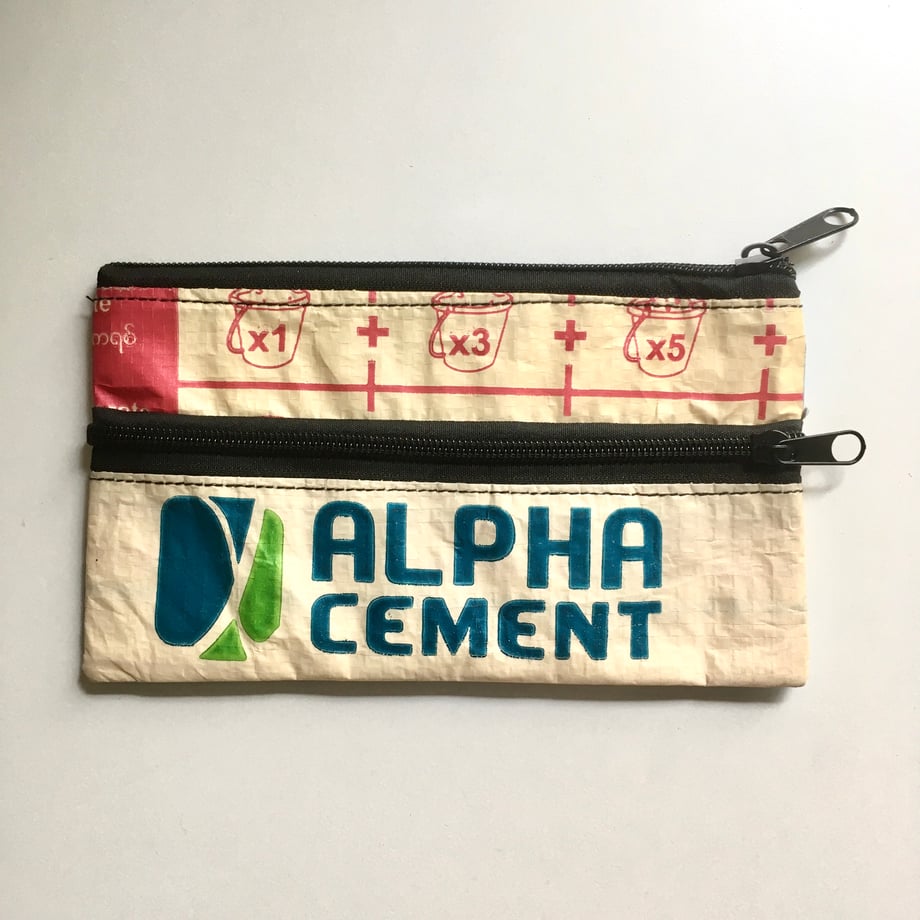 x1 + x3 + x5 +
ALPHA
CEMENT